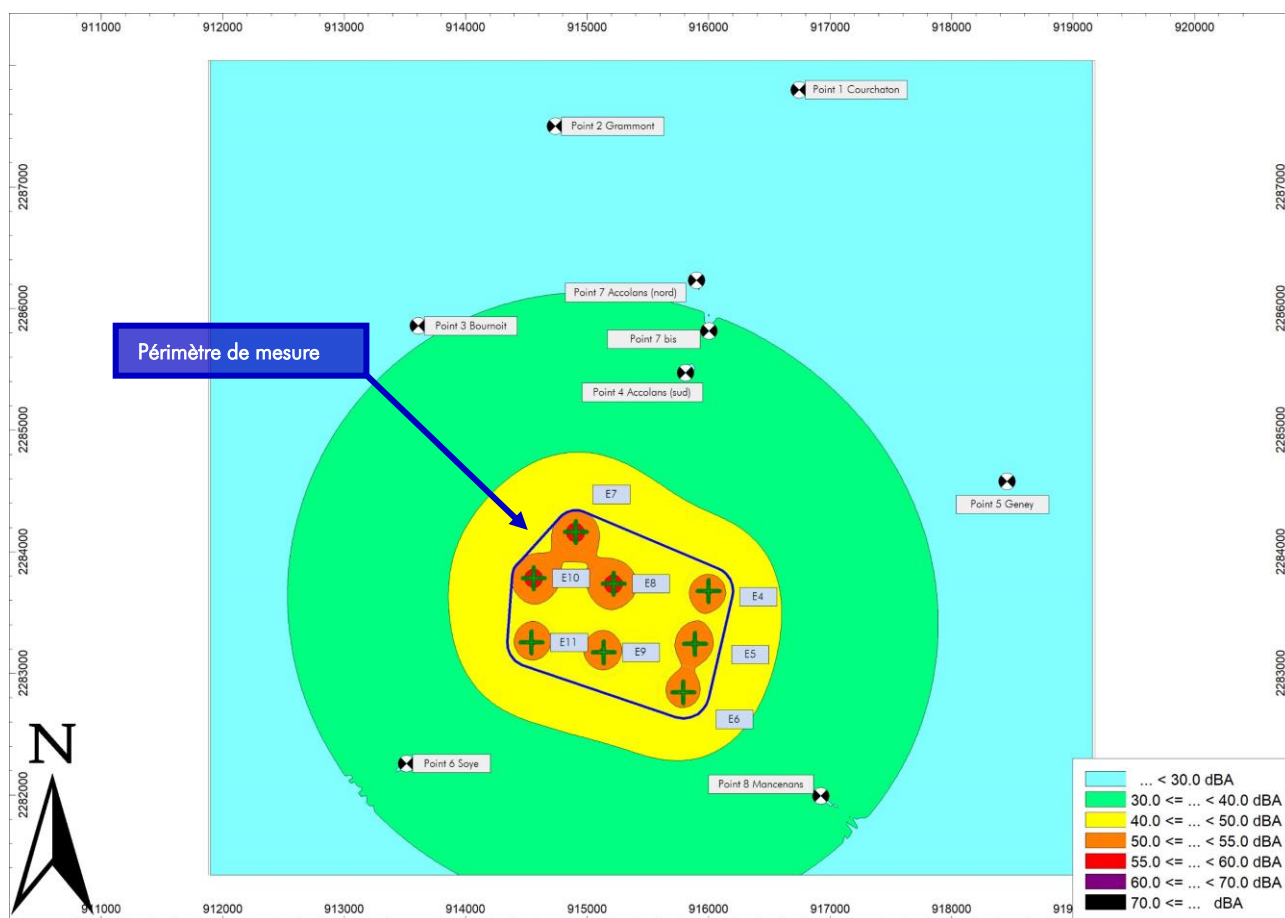 911000 912000 913000 914000 915000 916000 917000 918000 919000 920000
Point 1 Courchaton
Point 2 Grammont
2287000 2287000
Point 7 Accolans (nord)
2286000 2286000
Point 3 Bournoit
Point 7 bis
Périmètre de mesure
Point 4 Accolans (sud)
2285000 2285000
E7
Point 5 Geney
2284000 2284000
E10 E8
E4
E11 E9
E5
2283000 2283000
E6
N
Point 6 Soye
Point 8 Mancenans
2282000 2282000
... < 30.0 dBA
30.0 <= ... < 40.0 dBA
40.0 <= ... < 50.0 dBA
50.0 <= ... < 55.0 dBA
55.0 <= ... < 60.0 dBA
60.0 <= ... < 70.0 dBA
70.0 <= ... dBA
911000 912000 913000 914000 915000 916000 917000 918000 919 920000